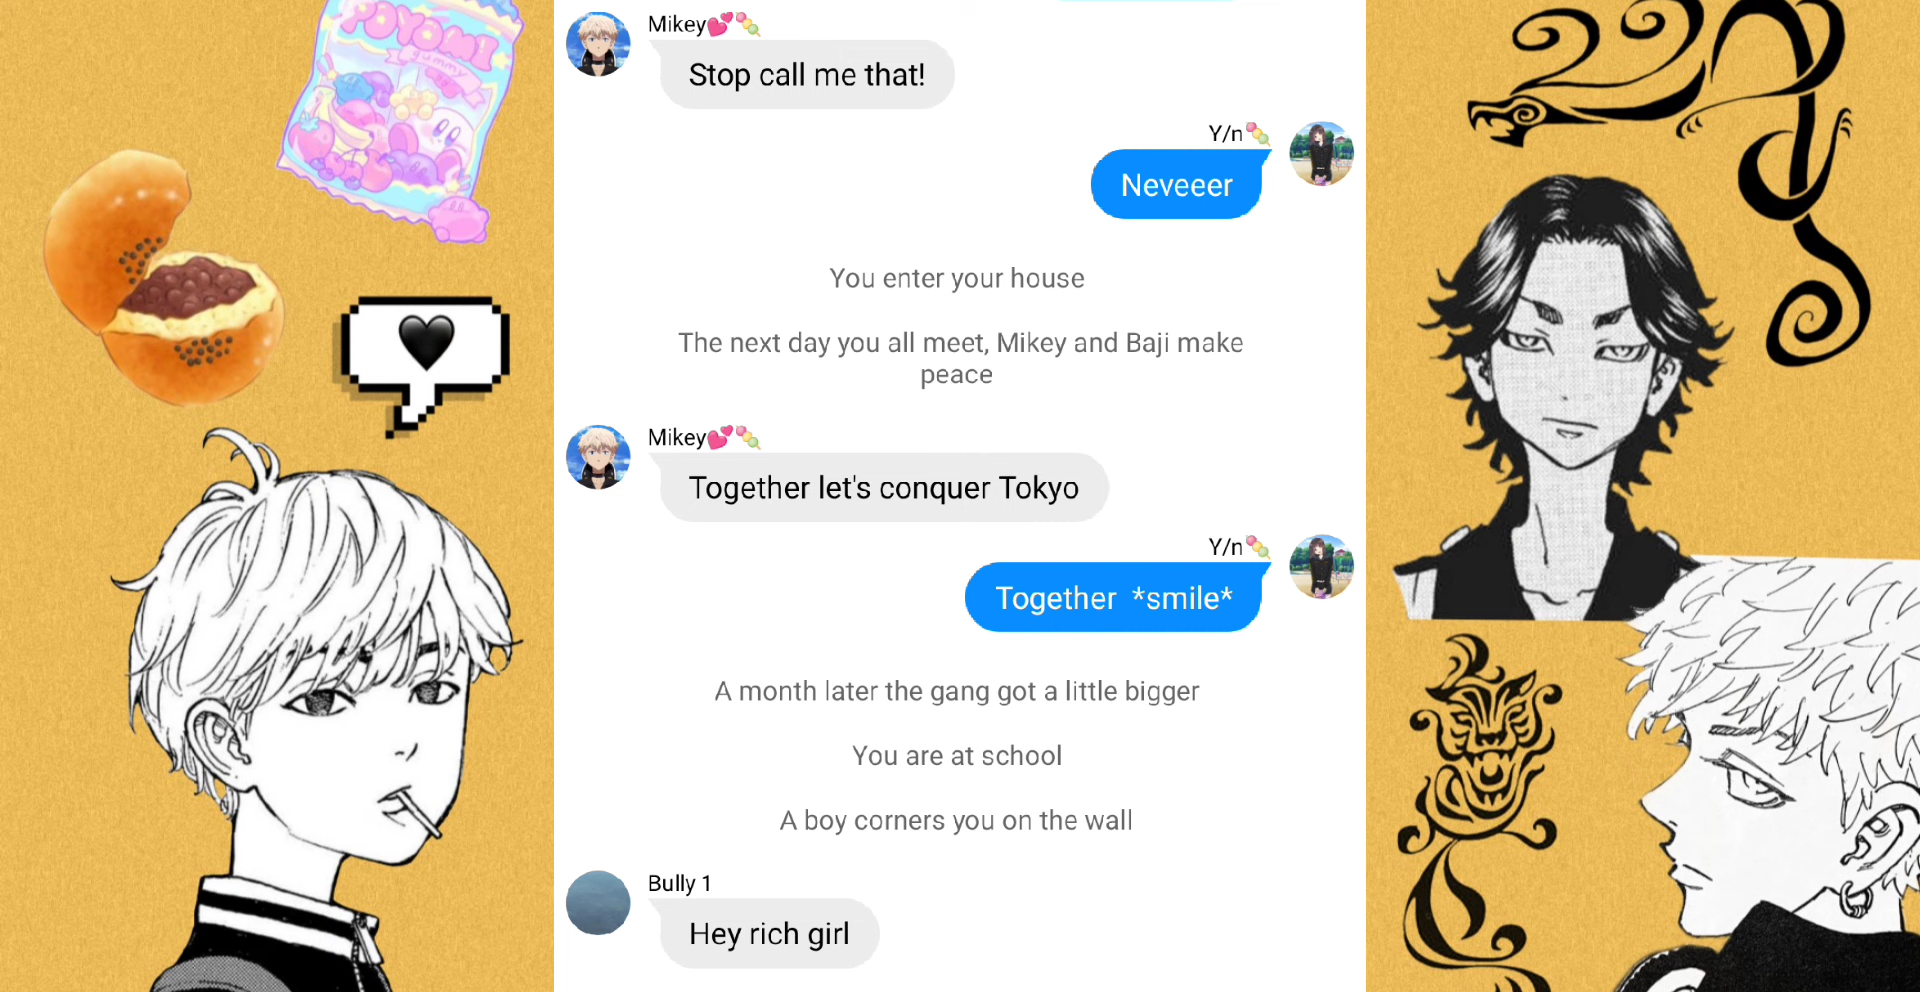 POYOMI
gummy
Mikey💕🍡
Stop call me that!
Y/n🍡
Neveeer
You enter your house
The next day you all meet, Mikey and Baji make
peace
Mikey💕🍡
Together let's conquer Tokyo
Y/n🍡
Together *smile*
A month later the gang got a little bigger
You are at school
A boy corners you on the wall
Bully 1
Hey rich girl